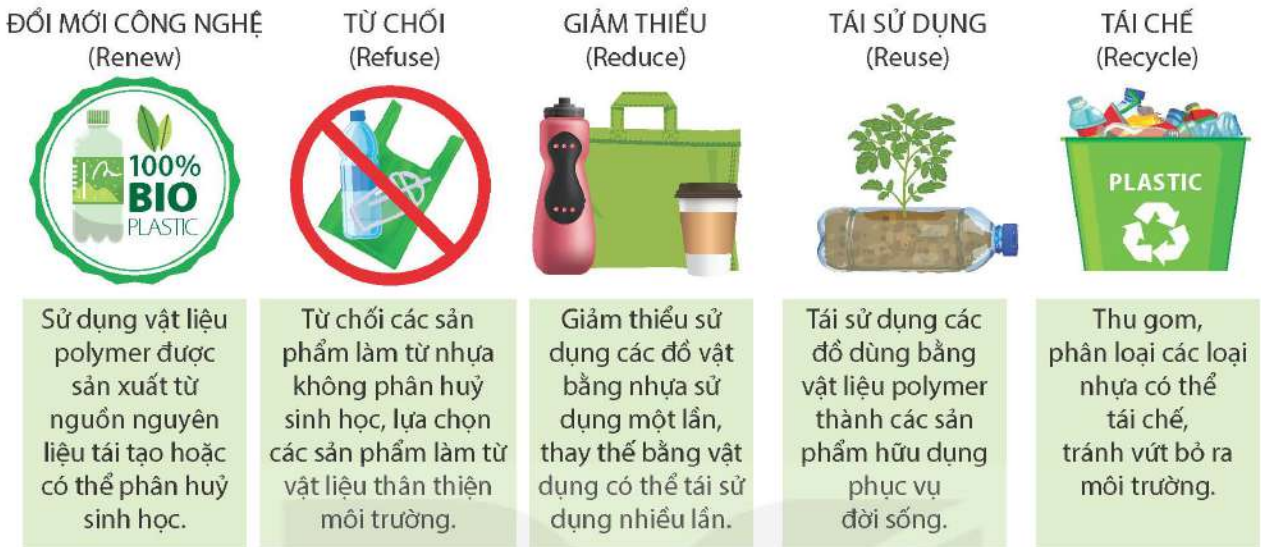 ĐỔI MỚI CÔNG NGHỆ
(Renew)
100%
BIO
PLASTIC
Sử dụng vật liệu
polymer được
sản xuất từ
nguồn nguyên
liệu tái tạo hoặc
có thể phân huỷ
sinh học.
TỪ CHỐI
(Refuse)
Từ chối các sản
phẩm làm từ nhựa
không phân huỷ
sinh học, lựa chọn
các sản phẩm làm từ
vật liệu thân thiện
môi trường.
GIẢM THIỂU
(Reduce)
Giảm thiểu sử
dụng các đồ vật
bằng nhựa sử
dụng một lần,
thay thế bằng vật
dụng có thể tái sử
dụng nhiều lần.
TÁI SỬ DỤNG
(Reuse)
Tái sử dụng các
đồ dùng bằng
vật liệu polymer
thành các sản
phẩm hữu dụng
phục vụ
đời sống.
TÁI CHẾ
(Recycle)
PLASTIC
Thu gom,
phân loại các loại
nhựa có thể
tái chế,
tránh vứt bỏ ra
môi trường.